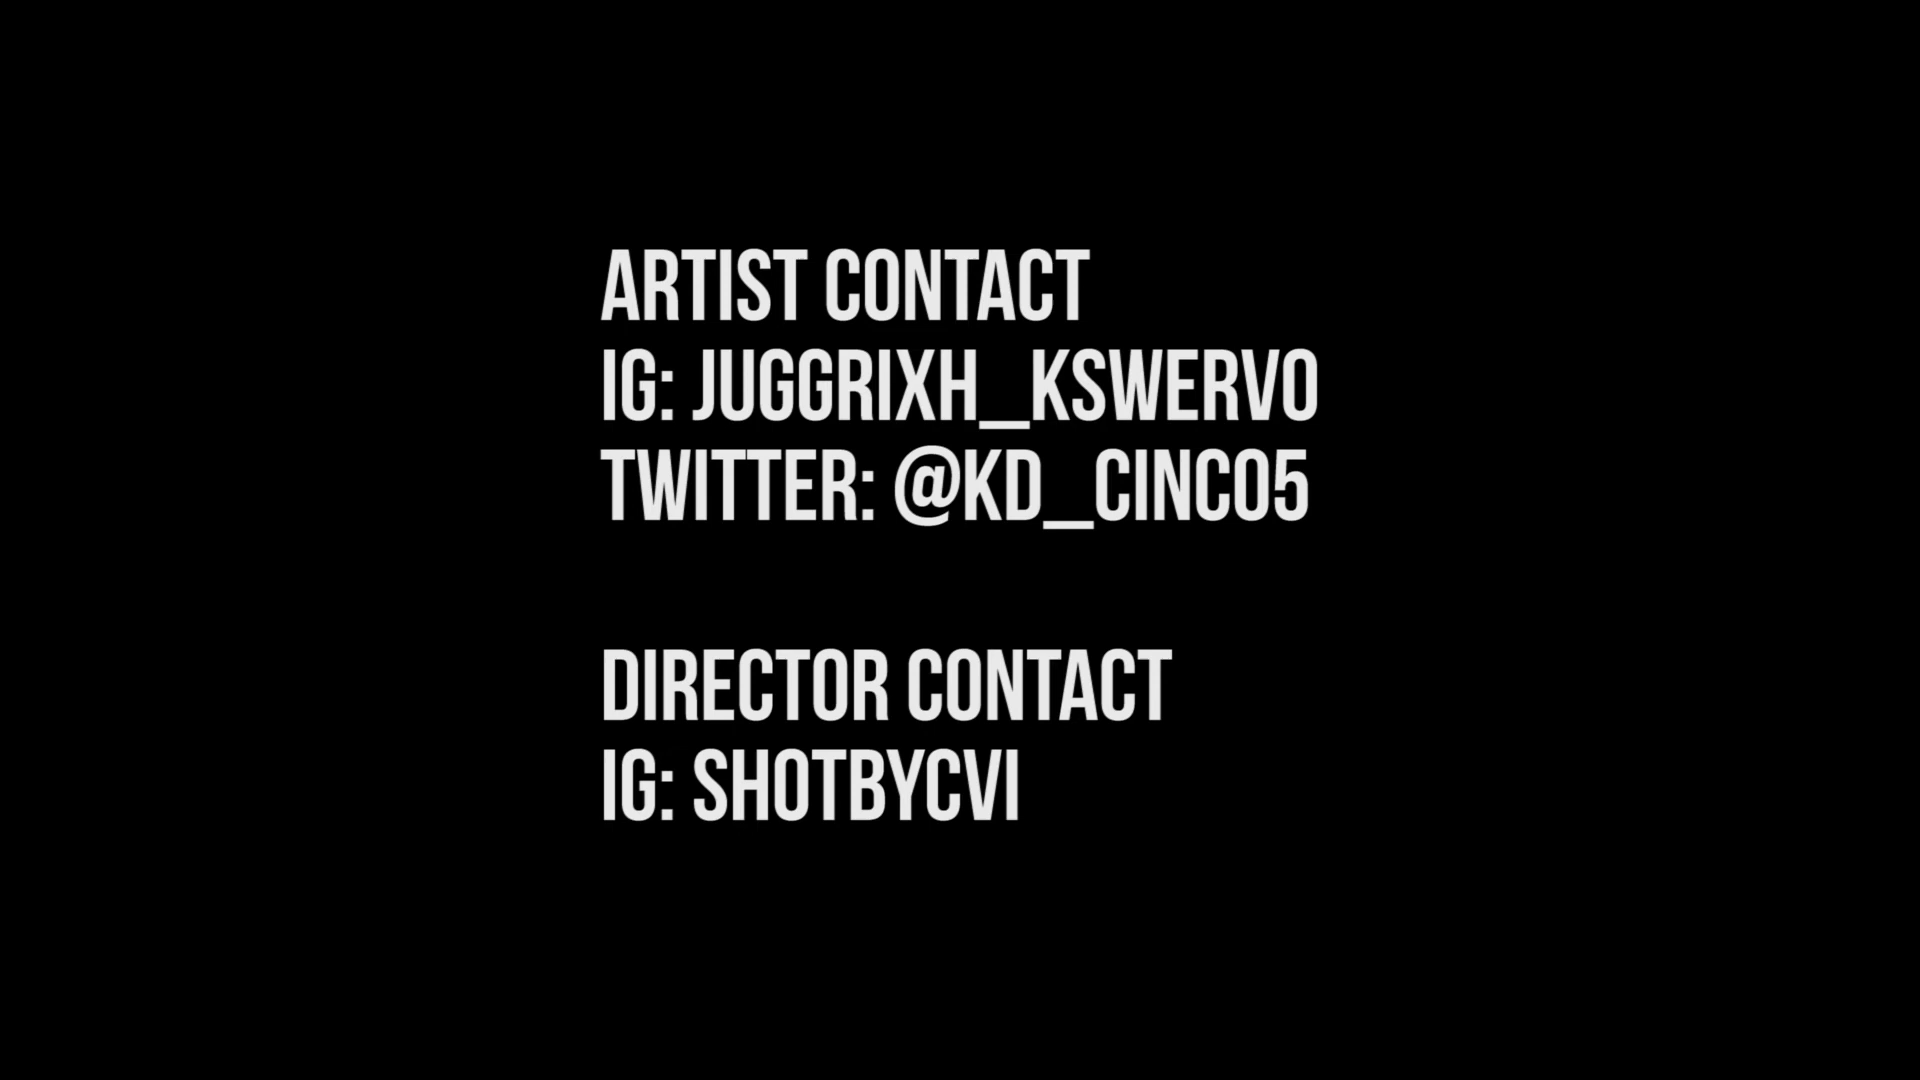 ARTIST CONTACT
IG: JUGGRIXH_KSWERVO
TWITTER: @KD_CINCO5
DIRECTOR CONTACT
IG: SHOTBYCVI